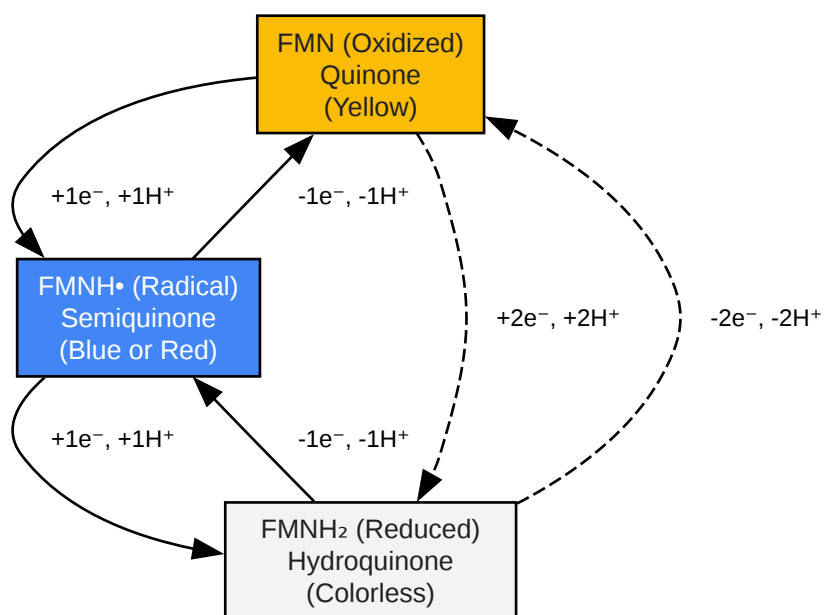 FMN (Oxidized)
Quinone
(Yellow)
+1e⁻, +1H⁺
-1e⁻, -1H⁺
FMNH• (Radical)
Semiquinone
(Blue or Red)
+2e⁻, +2H⁺
-2e⁻, -2H⁺
+1e⁻, +1H⁺
-1e⁻, -1H⁺
FMNH₂ (Reduced)
Hydroquinone
(Colorless)